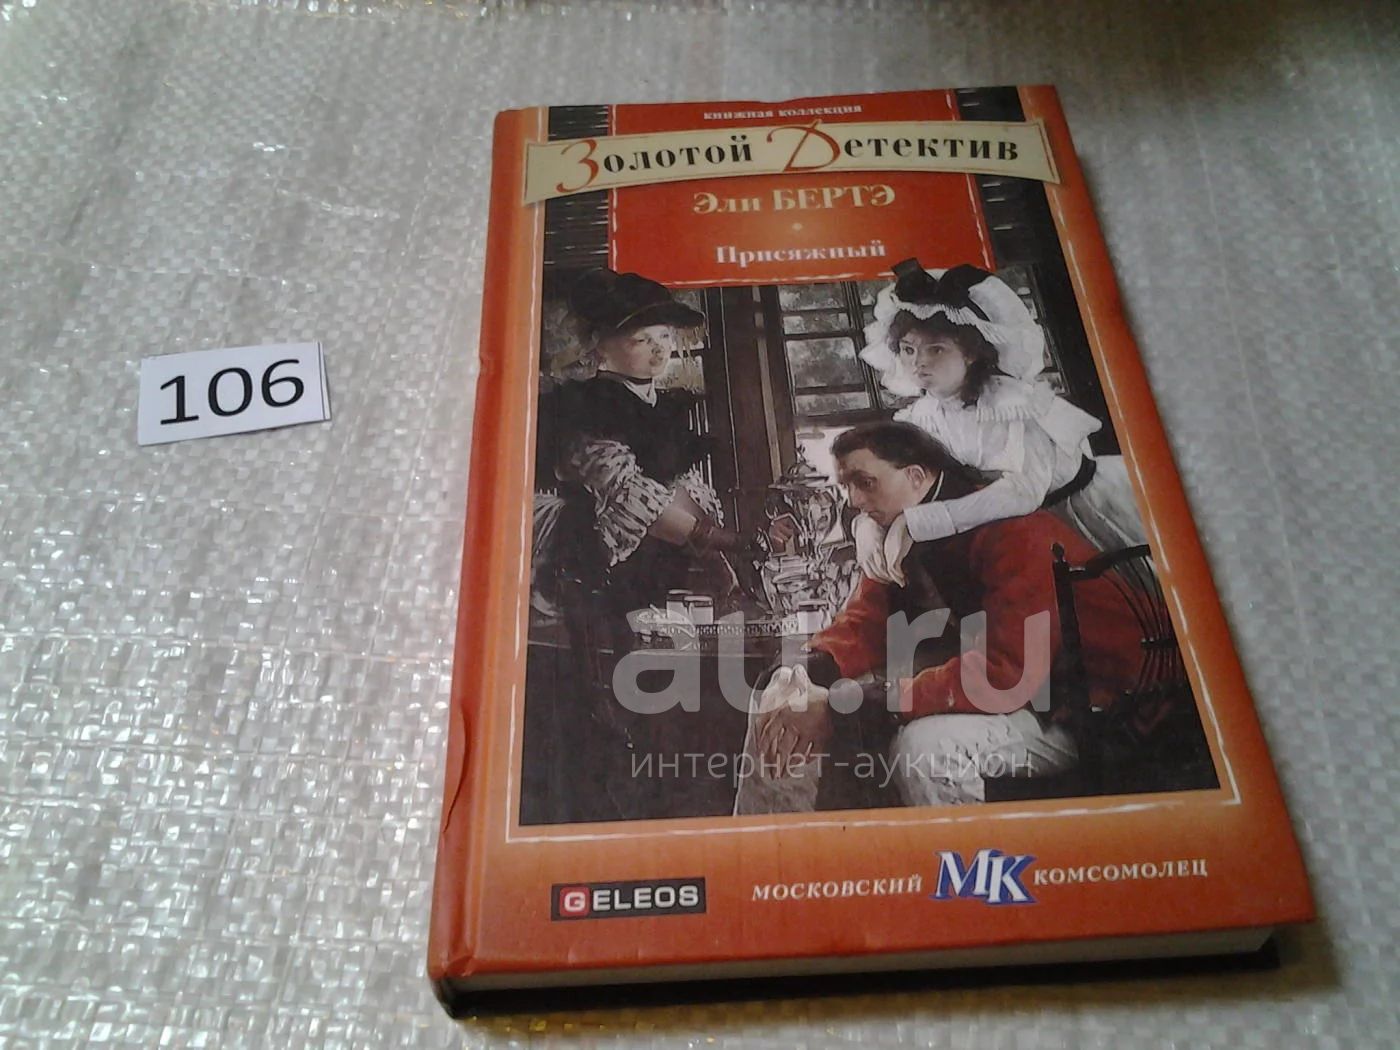 книжная коллекция
Золотой Детектив
Эли БЕРТЭ
Присяжный
106
au.ru
интернет-аукцион
GELEOS
МОСКОВСКИЙ МК КОМСОМОЛЕЦ